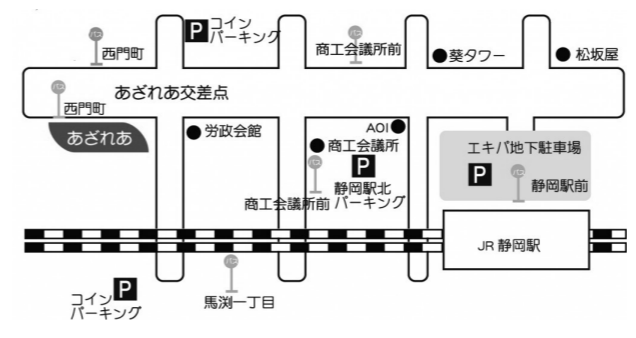 コイン
パーキング
P
バス
西門町
バス
商工会議所前
葵タワー
松坂屋
バス
西門町
あざれあ交差点
あざれあ
労政会館
AOI
商工会議所
P
静岡駅北
パーキング
バス
商工会議所前
エキパ地下駐車場
P
バス
静岡駅前
JR 静岡駅
コイン
パーキング
P
バス
馬渕一丁目